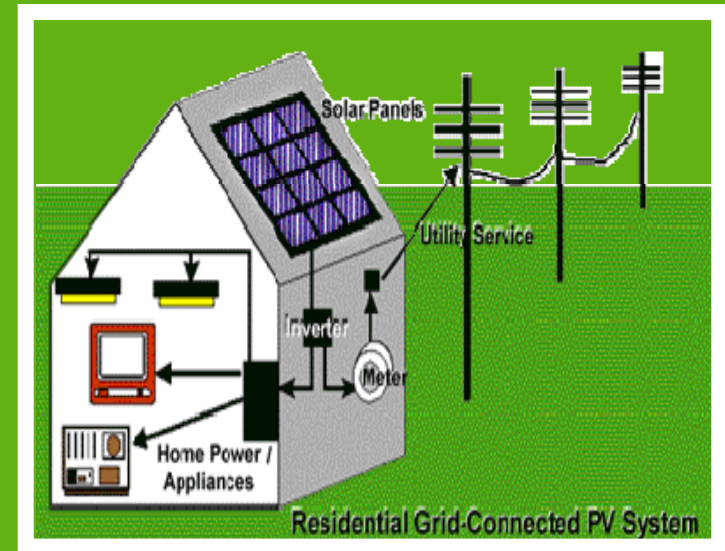 Solar Panels
Utility Service
Inverter
Meter
Home Power /
Appliances
Residential Grid-Connected PV System